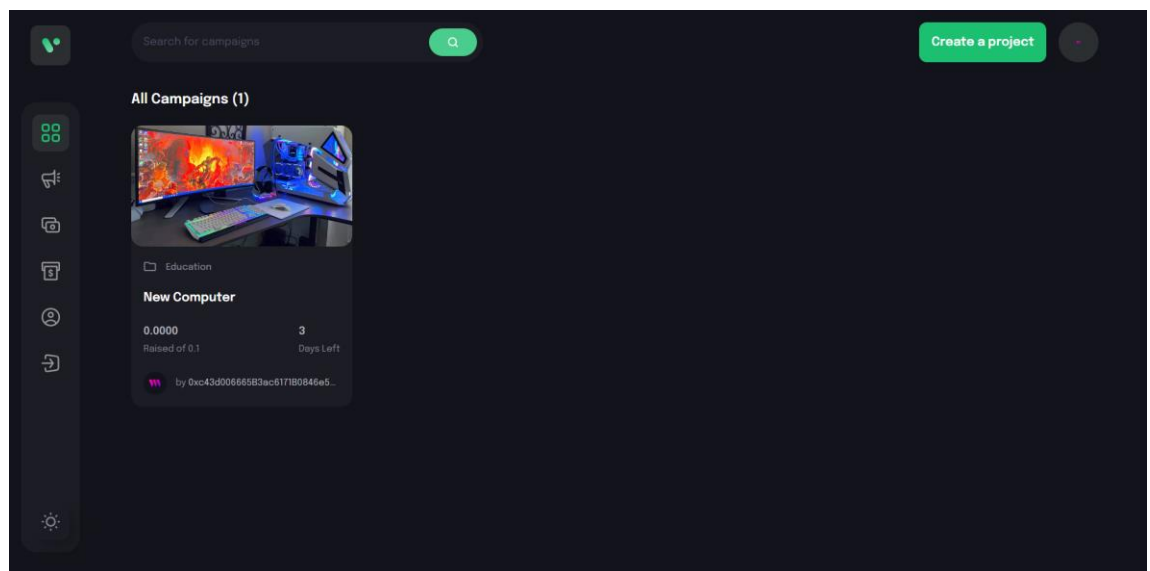 Search for campaigns
Create a project
All Campaigns (1)
Education
New Computer
0.0000
Raised of 0.1
3
Days Left
by 0xc43d006665B3ac6171B0846e5...